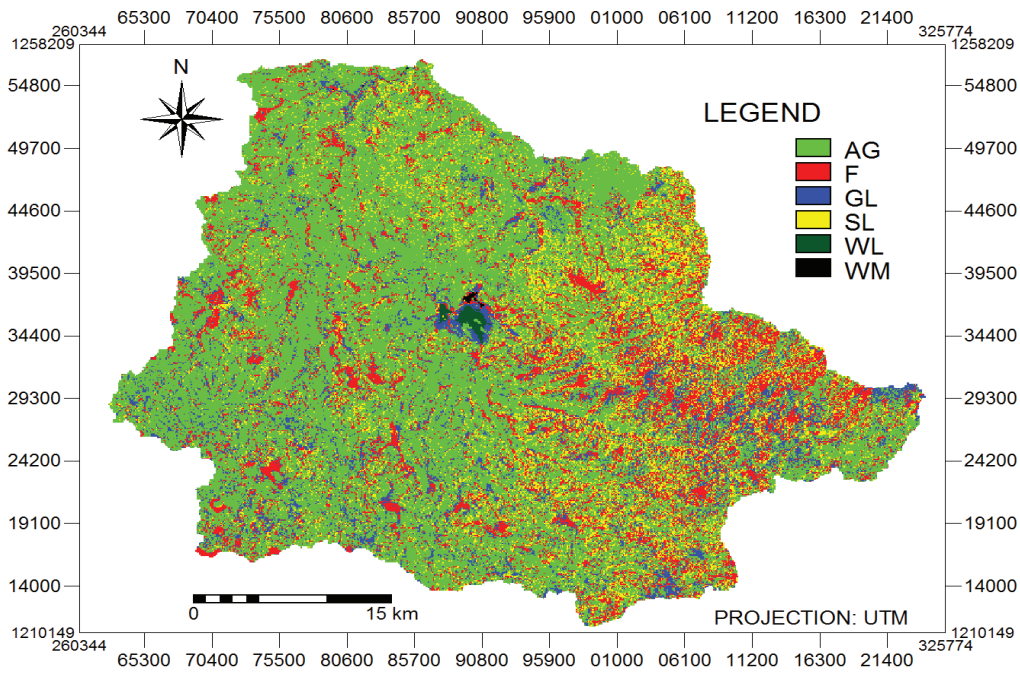 65300 70400 75500 80600 85700 90800 95900 01000 06100 11200 16300 21400
260344 325774
1258209 1258209
54800 54800
N
LEGEND
49700 49700
AG
F
GL
44600 44600
SL
WL
WM
39500 39500
34400 34400
29300 29300
24200 24200
19100 19100
14000 14000
0 15 km
PROJECTION: UTM
1210149 1210149
260344 325774
65300 70400 75500 80600 85700 90800 95900 01000 06100 11200 16300 21400